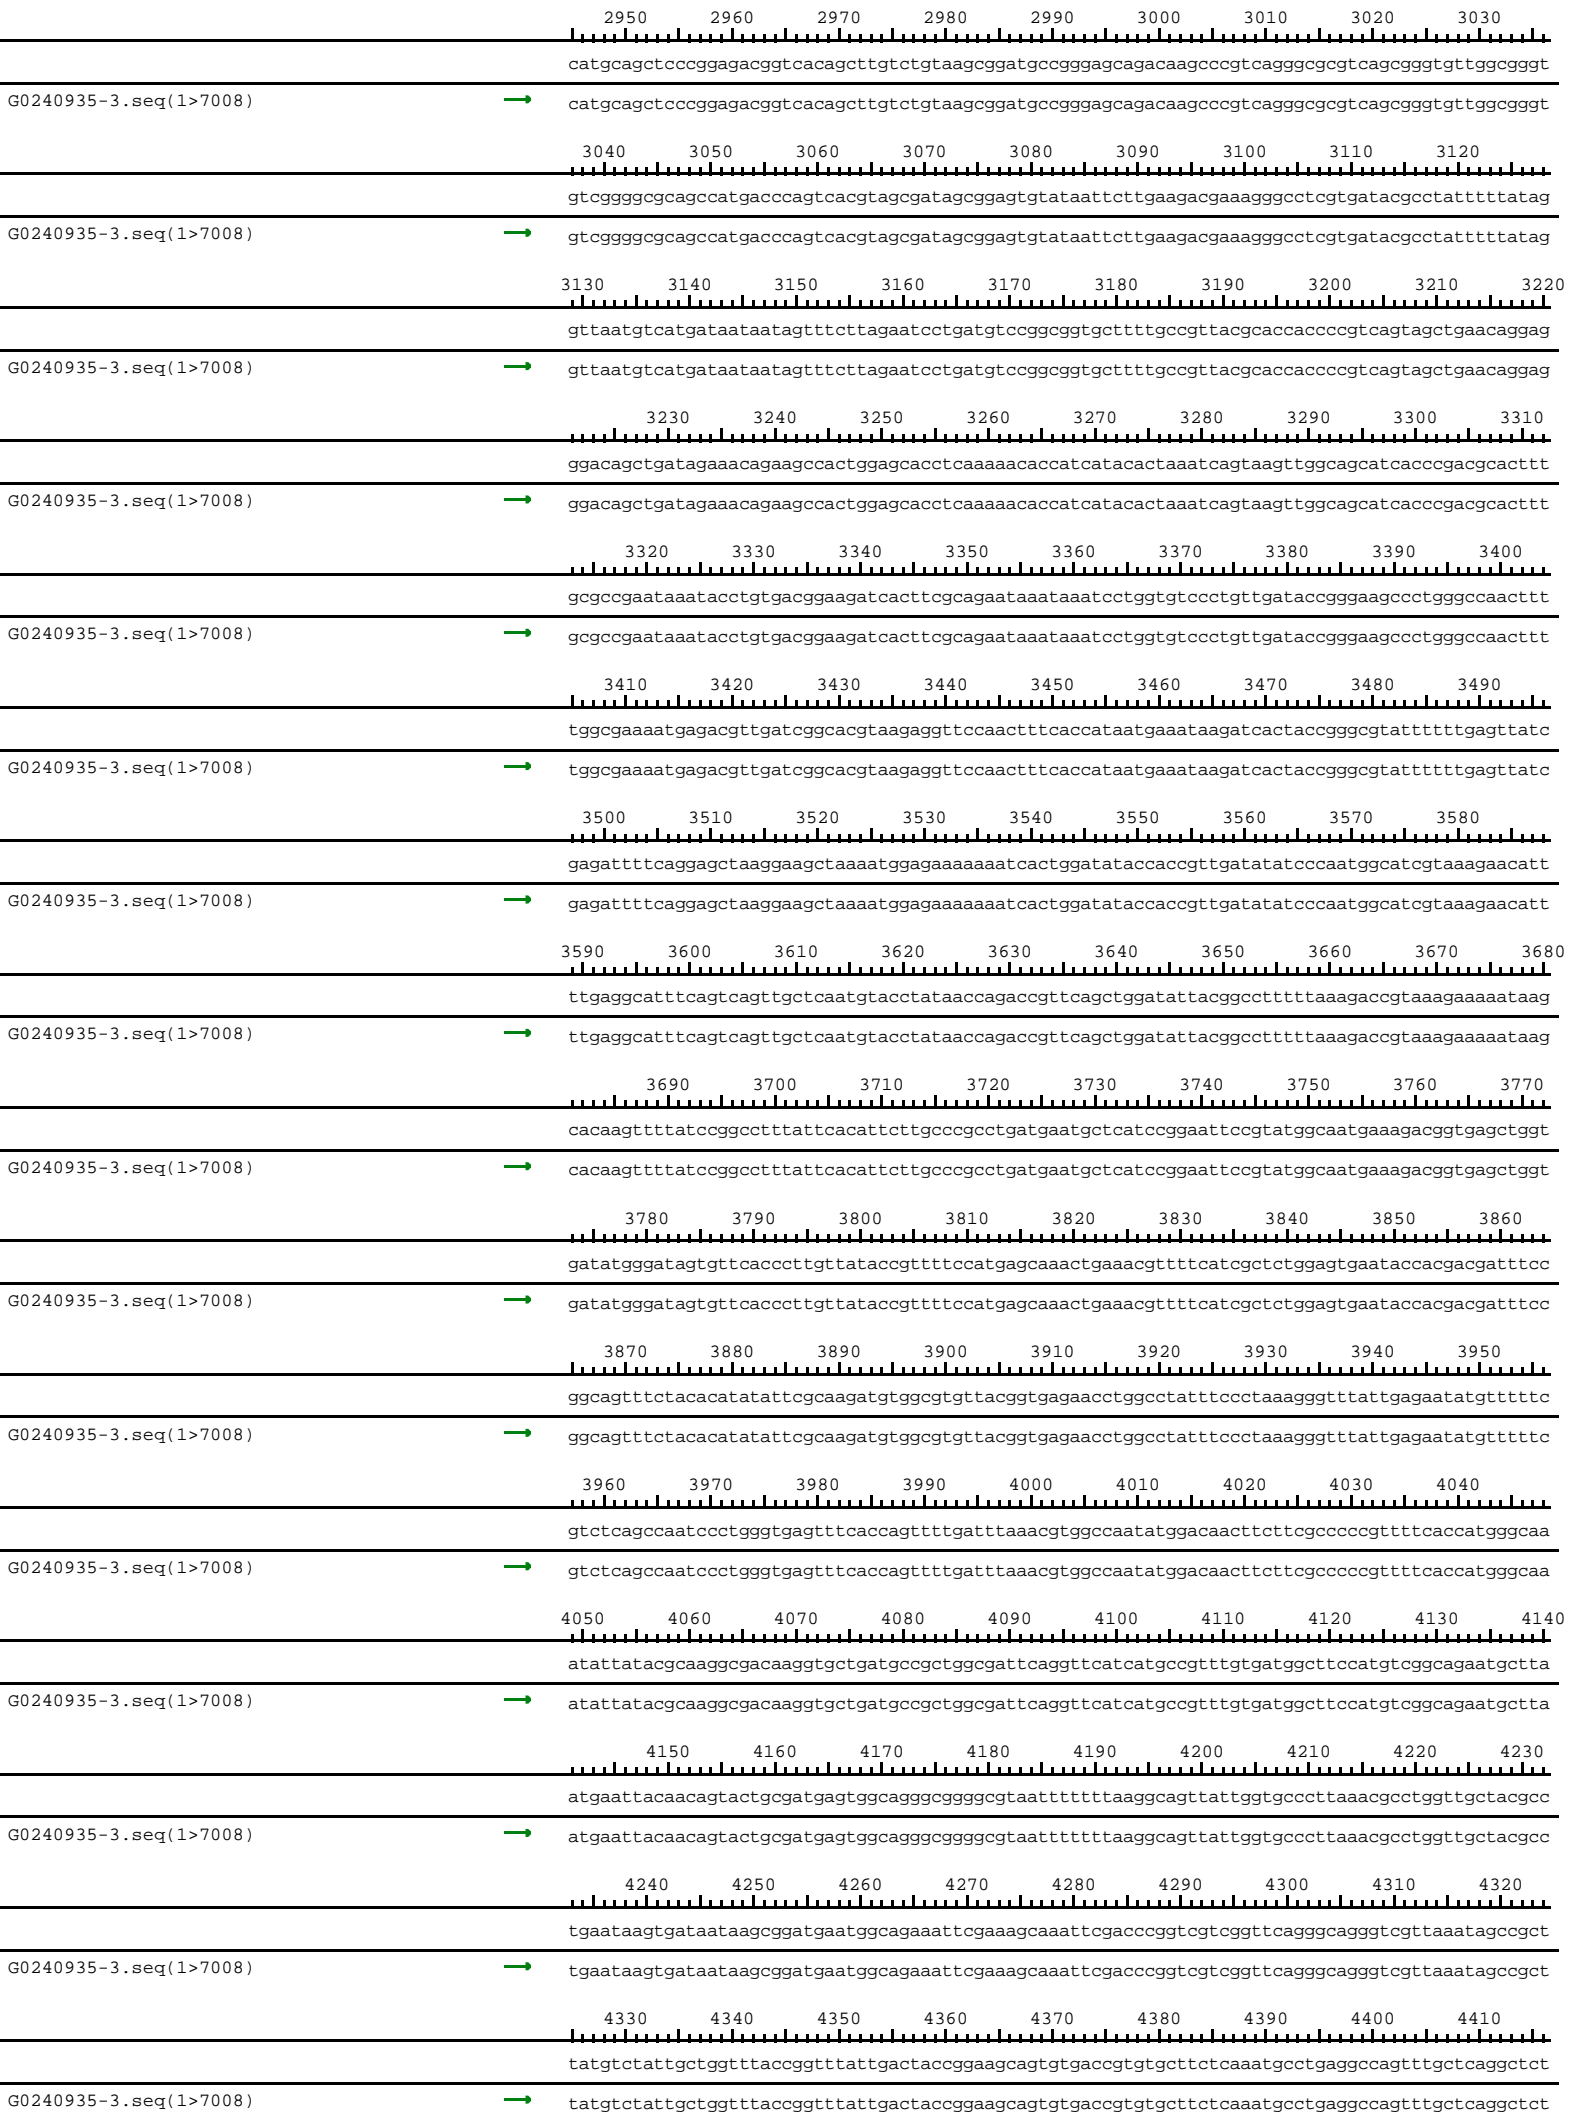 2950 2960 2970 2980 2990 3000 3010 3020 3030
catgcagctcccggagacggtcacagcttgtctgtaagcggatgccgggagcagacaagcccgtcagggcgcgtcagcgggtgttggcgggt
G0240935-3.seq(1>7008) catgcagctcccggagacggtcacagcttgtctgtaagcggatgccgggagcagacaagcccgtcagggcgcgtcagcgggtgttggcgggt
3040 3050 3060 3070 3080 3090 3100 3110 3120
gtcggggcgcagccatgacccagtcacgtagcgatagcggagtgtataattcttgaagacgaaagggcctcgtgatacgcctatttttatag
G0240935-3.seq(1>7008) gtcggggcgcagccatgacccagtcacgtagcgatagcggagtgtataattcttgaagacgaaagggcctcgtgatacgcctatttttatag
3130 3140 3150 3160 3170 3180 3190 3200 3210 3220
gttaatgtcatgataataatagtttcttagaatcctgatgtccggcggtgcttttgccgttacgcaccaccccgtcagtagctgaacaggag
G0240935-3.seq(1>7008) gttaatgtcatgataataatagtttcttagaatcctgatgtccggcggtgcttttgccgttacgcaccaccccgtcagtagctgaacaggag
3230 3240 3250 3260 3270 3280 3290 3300 3310
ggacagctgatagaaacagaagccactggagcacctcaaaaacaccatcatacactaaatcagtaagttggcagcatcacccgacgcacttt
G0240935-3.seq(1>7008) ggacagctgatagaaacagaagccactggagcacctcaaaaacaccatcatacactaaatcagtaagttggcagcatcacccgacgcacttt
3320 3330 3340 3350 3360 3370 3380 3390 3400
gcgccgaataaatacctgtgacggaagatcacttcgcagaataaataaatcctggtgtccctgttgataccgggaagccctgggccaacttt
G0240935-3.seq(1>7008) gcgccgaataaatacctgtgacggaagatcacttcgcagaataaataaatcctggtgtccctgttgataccgggaagccctgggccaacttt
3410 3420 3430 3440 3450 3460 3470 3480 3490
tggcgaaaatgagacgttgatcggcacgtaagaggttccaactttcaccataatgaaataagatcactaccgggcgtattttttgagttatc
G0240935-3.seq(1>7008) tggcgaaaatgagacgttgatcggcacgtaagaggttccaactttcaccataatgaaataagatcactaccgggcgtattttttgagttatc
3500 3510 3520 3530 3540 3550 3560 3570 3580
gagattttcaggagctaaggaagctaaaatggagaaaaaaatcactggatataccaccgttgatatatcccaatggcatcgtaaagaacatt
G0240935-3.seq(1>7008) gagattttcaggagctaaggaagctaaaatggagaaaaaaatcactggatataccaccgttgatatatcccaatggcatcgtaaagaacatt
3590 3600 3610 3620 3630 3640 3650 3660 3670 3680
ttgaggcatttcagtcagttgctcaatgtacctataaccagaccgttcagctggatattacggcctttttaaagaccgtaaagaaaaataag
G0240935-3.seq(1>7008) ttgaggcatttcagtcagttgctcaatgtacctataaccagaccgttcagctggatattacggcctttttaaagaccgtaaagaaaaataag
3690 3700 3710 3720 3730 3740 3750 3760 3770
cacaagttttatccggcctttattcacattcttgcccgcctgatgaatgctcatccggaattccgtatggcaatgaaagacggtgagctggt
G0240935-3.seq(1>7008) cacaagttttatccggcctttattcacattcttgcccgcctgatgaatgctcatccggaattccgtatggcaatgaaagacggtgagctggt
3780 3790 3800 3810 3820 3830 3840 3850 3860
gatatgggatagtgttcacccttgttataccgttttccatgagcaaactgaaacgttttcatcgctctggagtgaataccacgacgatttcc
G0240935-3.seq(1>7008) gatatgggatagtgttcacccttgttataccgttttccatgagcaaactgaaacgttttcatcgctctggagtgaataccacgacgatttcc
3870 3880 3890 3900 3910 3920 3930 3940 3950
ggcagtttctacacatatattcgcaagatgtggcgtgttacggtgagaacctggcctatttccctaaagggtttattgagaatatgtttttc
G0240935-3.seq(1>7008) ggcagtttctacacatatattcgcaagatgtggcgtgttacggtgagaacctggcctatttccctaaagggtttattgagaatatgtttttc
3960 3970 3980 3990 4000 4010 4020 4030 4040
gtctcagccaatccctgggtgagtttcaccagttttgatttaaacgtggccaatatggacaacttcttcgcccccgttttcaccatgggcaa
G0240935-3.seq(1>7008) gtctcagccaatccctgggtgagtttcaccagttttgatttaaacgtggccaatatggacaacttcttcgcccccgttttcaccatgggcaa
4050 4060 4070 4080 4090 4100 4110 4120 4130 4140
atattatacgcaaggcgacaaggtgctgatgccgctggcgattcaggttcatcatgccgtttgtgatggcttccatgtcggcagaatgctta
G0240935-3.seq(1>7008) atattatacgcaaggcgacaaggtgctgatgccgctggcgattcaggttcatcatgccgtttgtgatggcttccatgtcggcagaatgctta
4150 4160 4170 4180 4190 4200 4210 4220 4230
atgaattacaacagtactgcgatgagtggcagggcggggcgtaatttttttaaggcagttattggtgcccttaaacgcctggttgctacgcc
G0240935-3.seq(1>7008) atgaattacaacagtactgcgatgagtggcagggcggggcgtaatttttttaaggcagttattggtgcccttaaacgcctggttgctacgcc
4240 4250 4260 4270 4280 4290 4300 4310 4320
tgaataagtgataataagcggatgaatggcagaaattcgaaagcaaattcgacccggtcgtcggttcagggcagggtcgttaaatagccgct
G0240935-3.seq(1>7008) tgaataagtgataataagcggatgaatggcagaaattcgaaagcaaattcgacccggtcgtcggttcagggcagggtcgttaaatagccgct
4330 4340 4350 4360 4370 4380 4390 4400 4410
tatgtctattgctggtttaccggtttattgactaccggaagcagtgtgaccgtgtgcttctcaaatgcctgaggccagtttgctcaggctct
G0240935-3.seq(1>7008) tatgtctattgctggtttaccggtttattgactaccggaagcagtgtgaccgtgtgcttctcaaatgcctgaggccagtttgctcaggctct